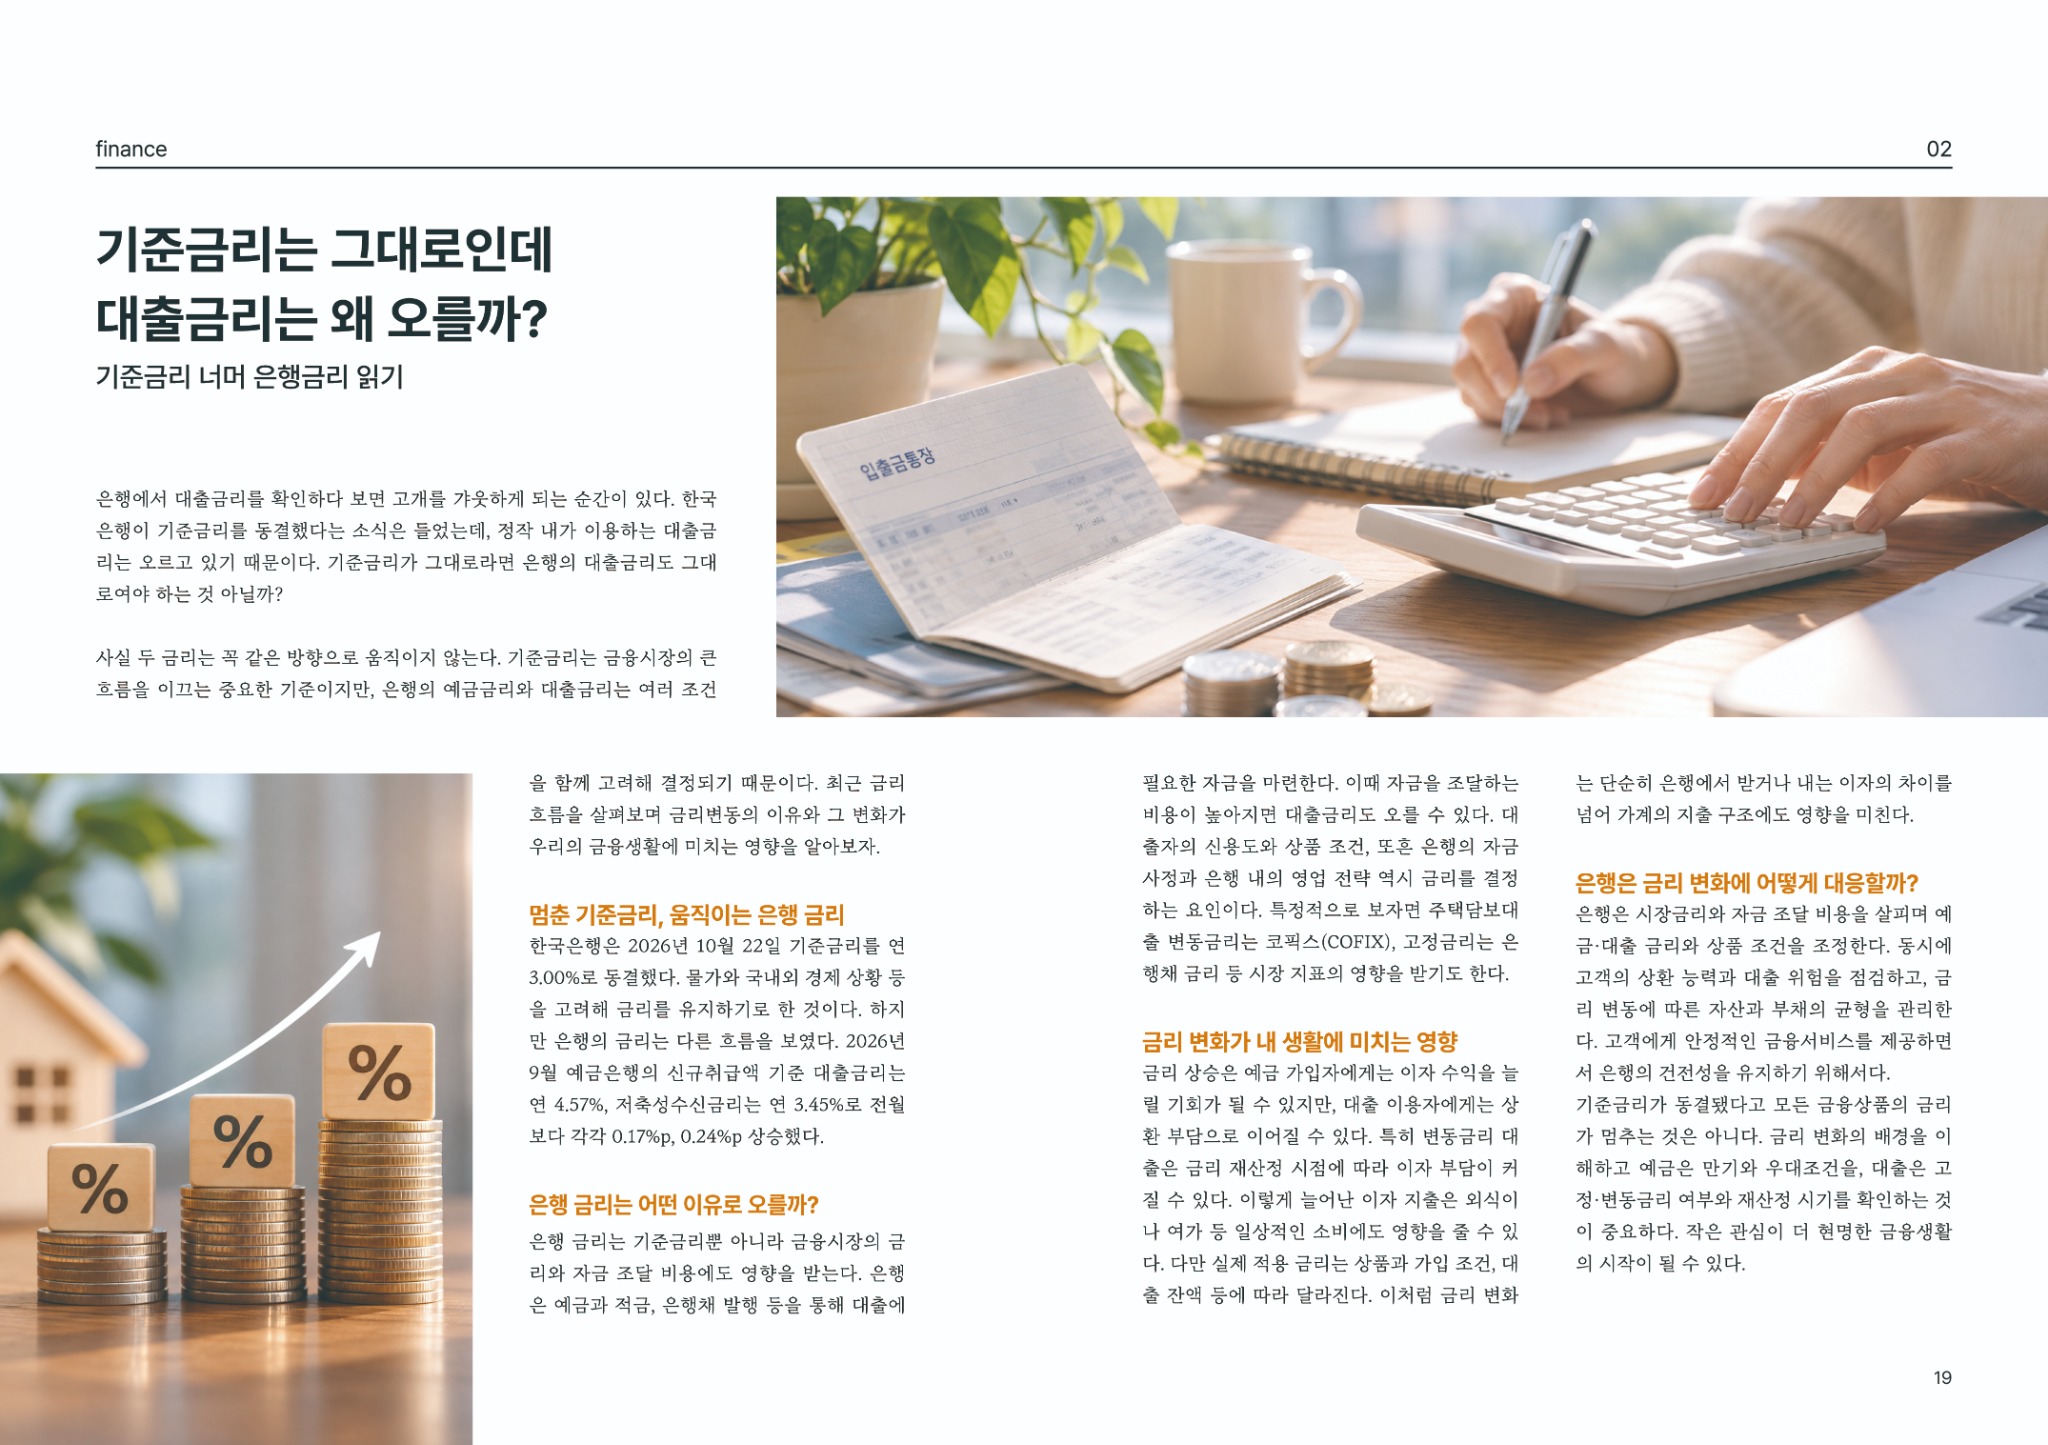 finance
02
기준금리는 그대로인데
대출금리는 왜 오를까?
기준금리 너머 은행금리 읽기
은행에서 대출금리를 확인하다 보면 고개를 갸웃하게 되는 순간이 있다. 한국
은행이 기준금리를 동결했다는 소식은 들었는데, 정작 내가 이용하는 대출금
리는 오르고 있기 때문이다. 기준금리가 그대로라면 은행의 대출금리도 그대
로여야 하는 것 아닐까?
사실 두 금리는 꼭 같은 방향으로 움직이지 않는다. 기준금리는 금융시장의 큰
흐름을 이끄는 중요한 기준이지만, 은행의 예금금리와 대출금리는 여러 조건
입출금통장
%
%
%
을 함께 고려해 결정되기 때문이다. 최근 금리
흐름을 살펴보며 금리변동의 이유와 그 변화가
우리의 금융생활에 미치는 영향을 알아보자.
멈춘 기준금리, 움직이는 은행 금리
한국은행은 2026년 10월 22일 기준금리를 연
3.00%로 동결했다. 물가와 국내외 경제 상황 등
을 고려해 금리를 유지하기로 한 것이다. 하지
만 은행의 금리는 다른 흐름을 보였다. 2026년
9월 예금은행의 신규취급액 기준 대출금리는
연 4.57%, 저축성수신금리는 연 3.45%로 전월
보다 각각 0.17%p, 0.24%p 상승했다.
은행 금리는 어떤 이유로 오를까?
은행 금리는 기준금리뿐 아니라 금융시장의 금
리와 자금 조달 비용에도 영향을 받는다. 은행
은 예금과 적금, 은행채 발행 등을 통해 대출에
필요한 자금을 마련한다. 이때 자금을 조달하는
비용이 높아지면 대출금리도 오를 수 있다. 대
출자의 신용도와 상품 조건, 또흔 은행의 자금
사정과 은행 내의 영업 전략 역시 금리를 결정
하는 요인이다. 특정적으로 보자면 주택담보대
출 변동금리는 코픽스(COFIX), 고정금리는 은
행채 금리 등 시장 지표의 영향을 받기도 한다.
금리 변화가 내 생활에 미치는 영향
금리 상승은 예금 가입자에게는 이자 수익을 늘
릴 기회가 될 수 있지만, 대출 이용자에게는 상
환 부담으로 이어질 수 있다. 특히 변동금리 대
출은 금리 재산정 시점에 따라 이자 부담이 커
질 수 있다. 이렇게 늘어난 이자 지출은 외식이
나 여가 등 일상적인 소비에도 영향을 줄 수 있
다. 다만 실제 적용 금리는 상품과 가입 조건, 대
출 잔액 등에 따라 달라진다. 이처럼 금리 변화
는 단순히 은행에서 받거나 내는 이자의 차이를
넘어 가계의 지출 구조에도 영향을 미친다.
은행은 금리 변화에 어떻게 대응할까?
은행은 시장금리와 자금 조달 비용을 살피며 예
금·대출 금리와 상품 조건을 조정한다. 동시에
고객의 상환 능력과 대출 위험을 점검하고, 금
리 변동에 따른 자산과 부채의 균형을 관리한
다. 고객에게 안정적인 금융서비스를 제공하면
서 은행의 건전성을 유지하기 위해서다.
기준금리가 동결됐다고 모든 금융상품의 금리
가 멈추는 것은 아니다. 금리 변화의 배경을 이
해하고 예금은 만기와 우대조건을, 대출은 고
정·변동금리 여부와 재산정 시기를 확인하는 것
이 중요하다. 작은 관심이 더 현명한 금융생활
의 시작이 될 수 있다.
19